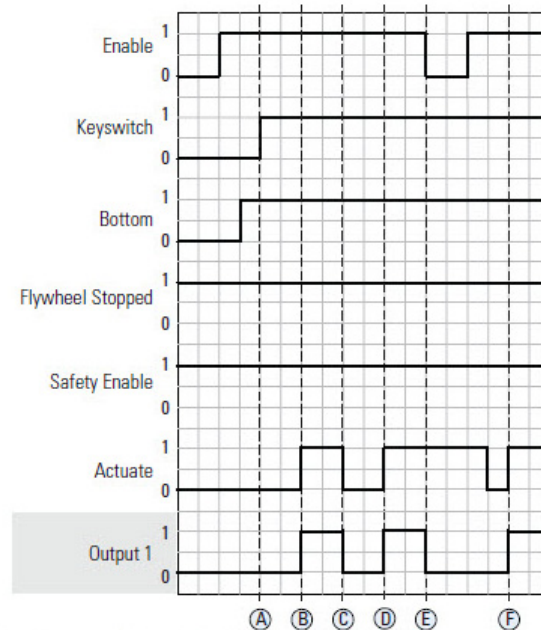 Enable 1
0
Keyswitch 1
0
Bottom 1
0
Flywheel Stopped 1
0
Safety Enable 1
0
Actuate 1
0
Output 1 1
0
Ⓐ Ⓑ Ⓒ Ⓓ Ⓔ Ⓕ